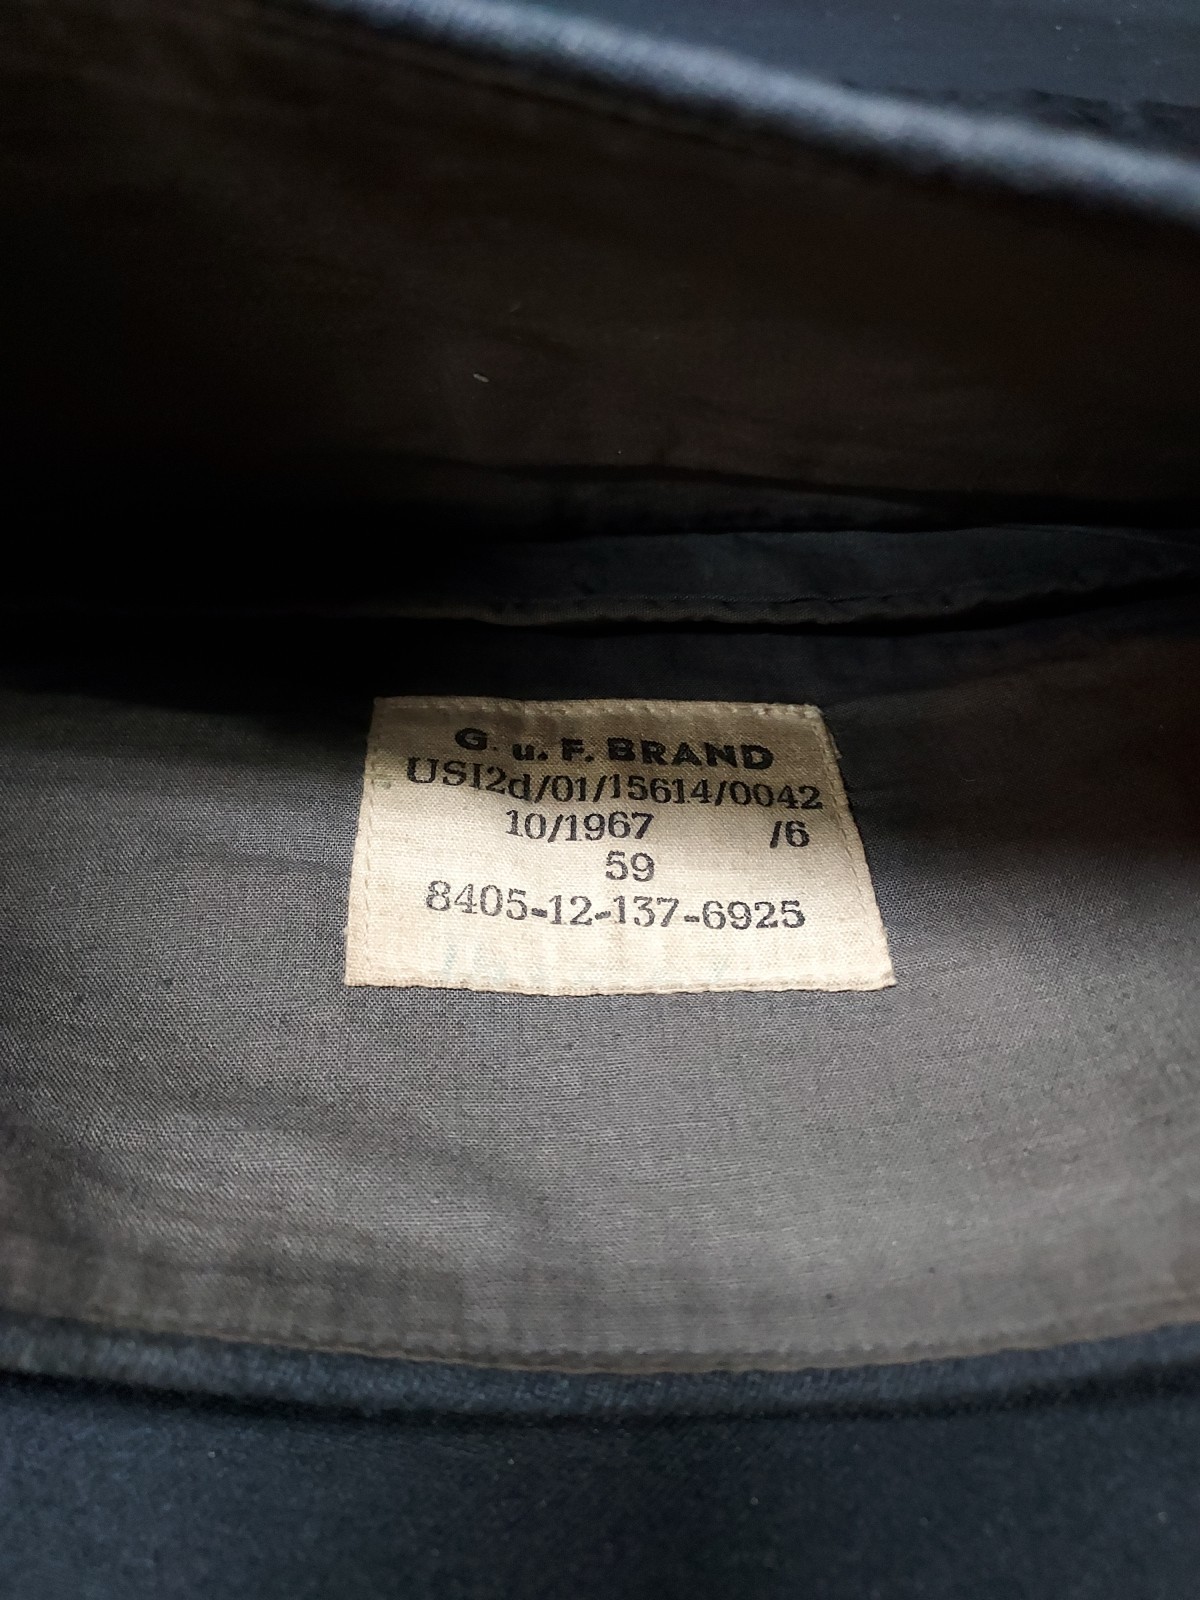 G. u. F. BRAND
USI2d/01/15614/0042
10/1967 /6
59
8405-12-137-6925